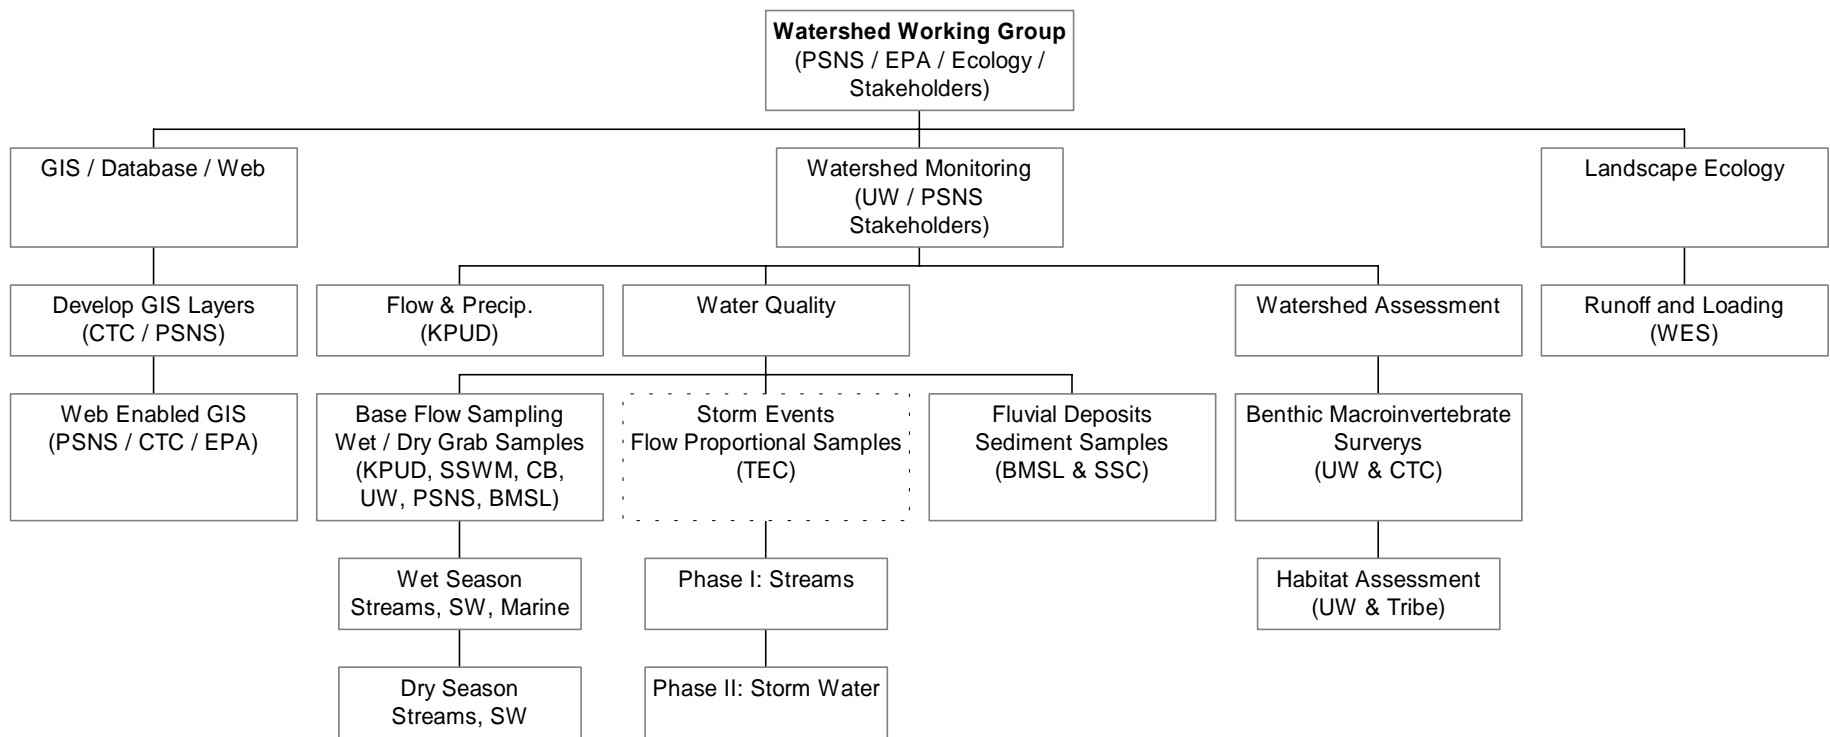 Watershed Working Group
(PSNS / EPA / Ecology /
Stakeholders)
GIS / Database / Web
Watershed Monitoring
(UW / PSNS
Stakeholders)
Landscape Ecology
Develop GIS Layers
(CTC / PSNS)
Flow & Precip.
(KPUD)
Water Quality
Watershed Assessment
Runoff and Loading
(WES)
Web Enabled GIS
(PSNS / CTC / EPA)
Base Flow Sampling
Wet / Dry Grab Samples
(KPUD, SSWM, CB,
UW, PSNS, BMSL)
Storm Events
Flow Proportional Samples
(TEC)
Fluvial Deposits
Sediment Samples
(BMSL & SSC)
Benthic Macroinvertebrate
Surverys
(UW & CTC)
Wet Season
Streams, SW, Marine
Phase I: Streams
Habitat Assessment
(UW & Tribe)
Dry Season
Streams, SW
Phase II: Storm Water